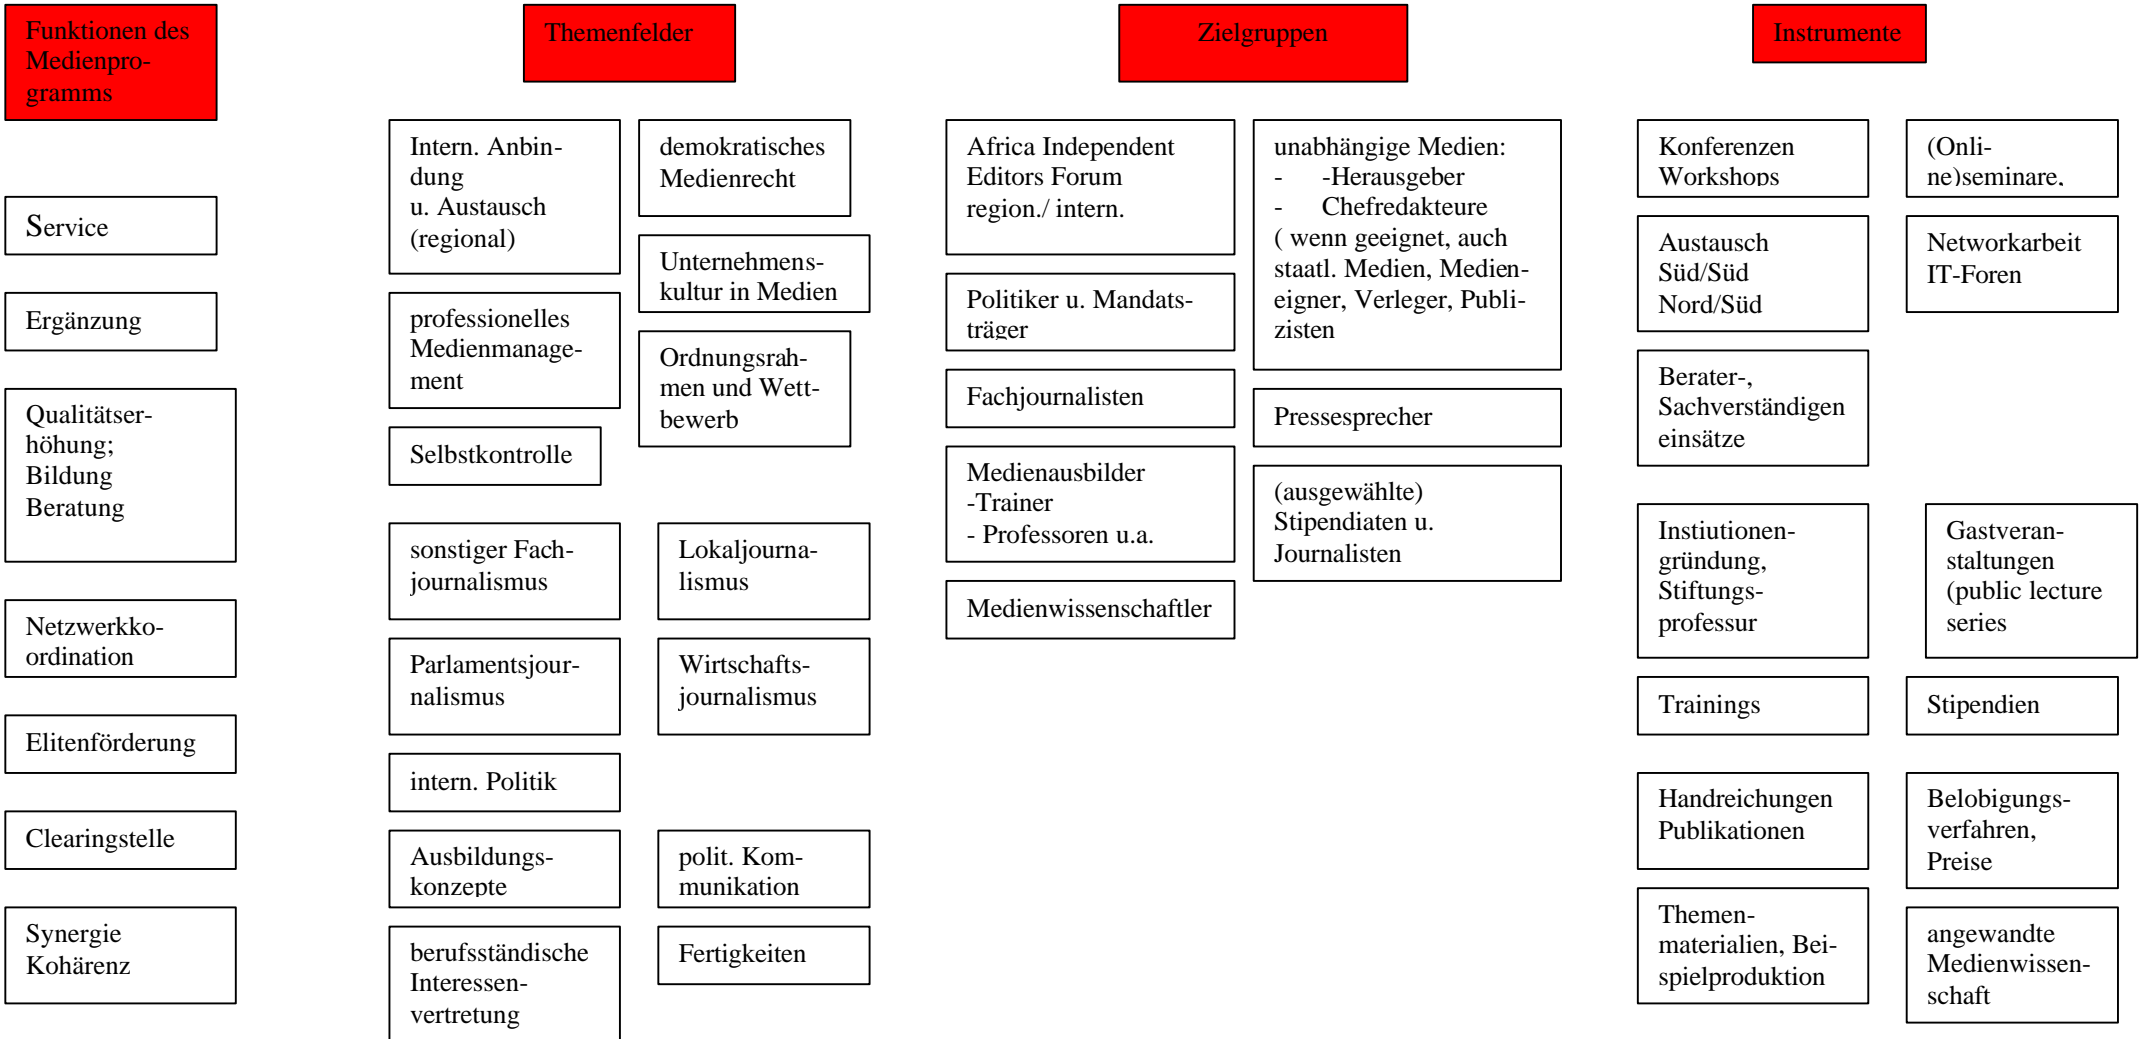 Funktionen des
Medienpro-
gramms
Service
Ergänzung
Qualitätser-
höhung;
Bildung
Beratung
Netzwerkko-
ordination
Elitenförderung
Clearingstelle
Synergie
Kohärenz
Themenfelder
Intern. Anbin-
dung
u. Austausch
(regional)
demokratisches
Medienrecht
Unternehmens-
kultur in Medien
professionelles
Medienmanage-
ment
Ordnungsrah-
men und Wett-
bewerb
Selbstkontrolle
sonstiger Fach-
journalismus
Lokaljourna-
lismus
Parlamentsjour-
nalismus
Wirtschafts-
journalismus
intern. Politik
Ausbildungs-
konzepte
polit. Kom-
munikation
berufsständische
Interessen-
vertretung
Fertigkeiten
Zielgruppen
Africa Independent
Editors Forum
region./ intern.
unabhängige Medien:
- -Herausgeber
- Chefredakteure
( wenn geeignet, auch
staatl. Medien, Medien-
eigner, Verleger, Publi-
zisten
Politiker u. Mandats-
träger
Fachjournalisten
Pressesprecher
Medienausbilder
-Trainer
- Professoren u.a.
(ausgewählte)
Stipendiaten u.
Journalisten
Medienwissenschaftler
Instrumente
Konferenzen
Workshops
(Onli-
ne)seminare,
Austausch
Süd/Süd
Nord/Süd
Networkarbeit
IT-Foren
Berater-,
Sachverständigen
einsätze
Instiutionen-
gründung,
Stiftungs-
professur
Gastveran-
staltungen
(public lecture
series
Trainings
Stipendien
Handreichungen
Publikationen
Belobigungs-
verfahren,
Preise
Themen-
materialien, Bei-
spielproduktion
angewandte
Medienwissen-
schaft